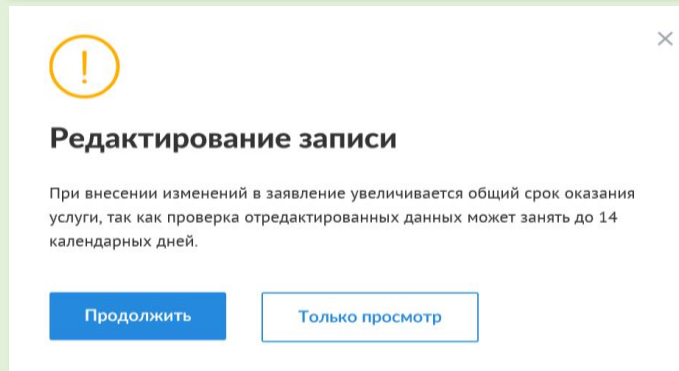 Редактирование записи
При внесении изменений в заявление увеличивается общий срок оказания
услуги, так как проверка отредактированных данных может занять до 14
календарных дней.
Продолжить
Только просмотр